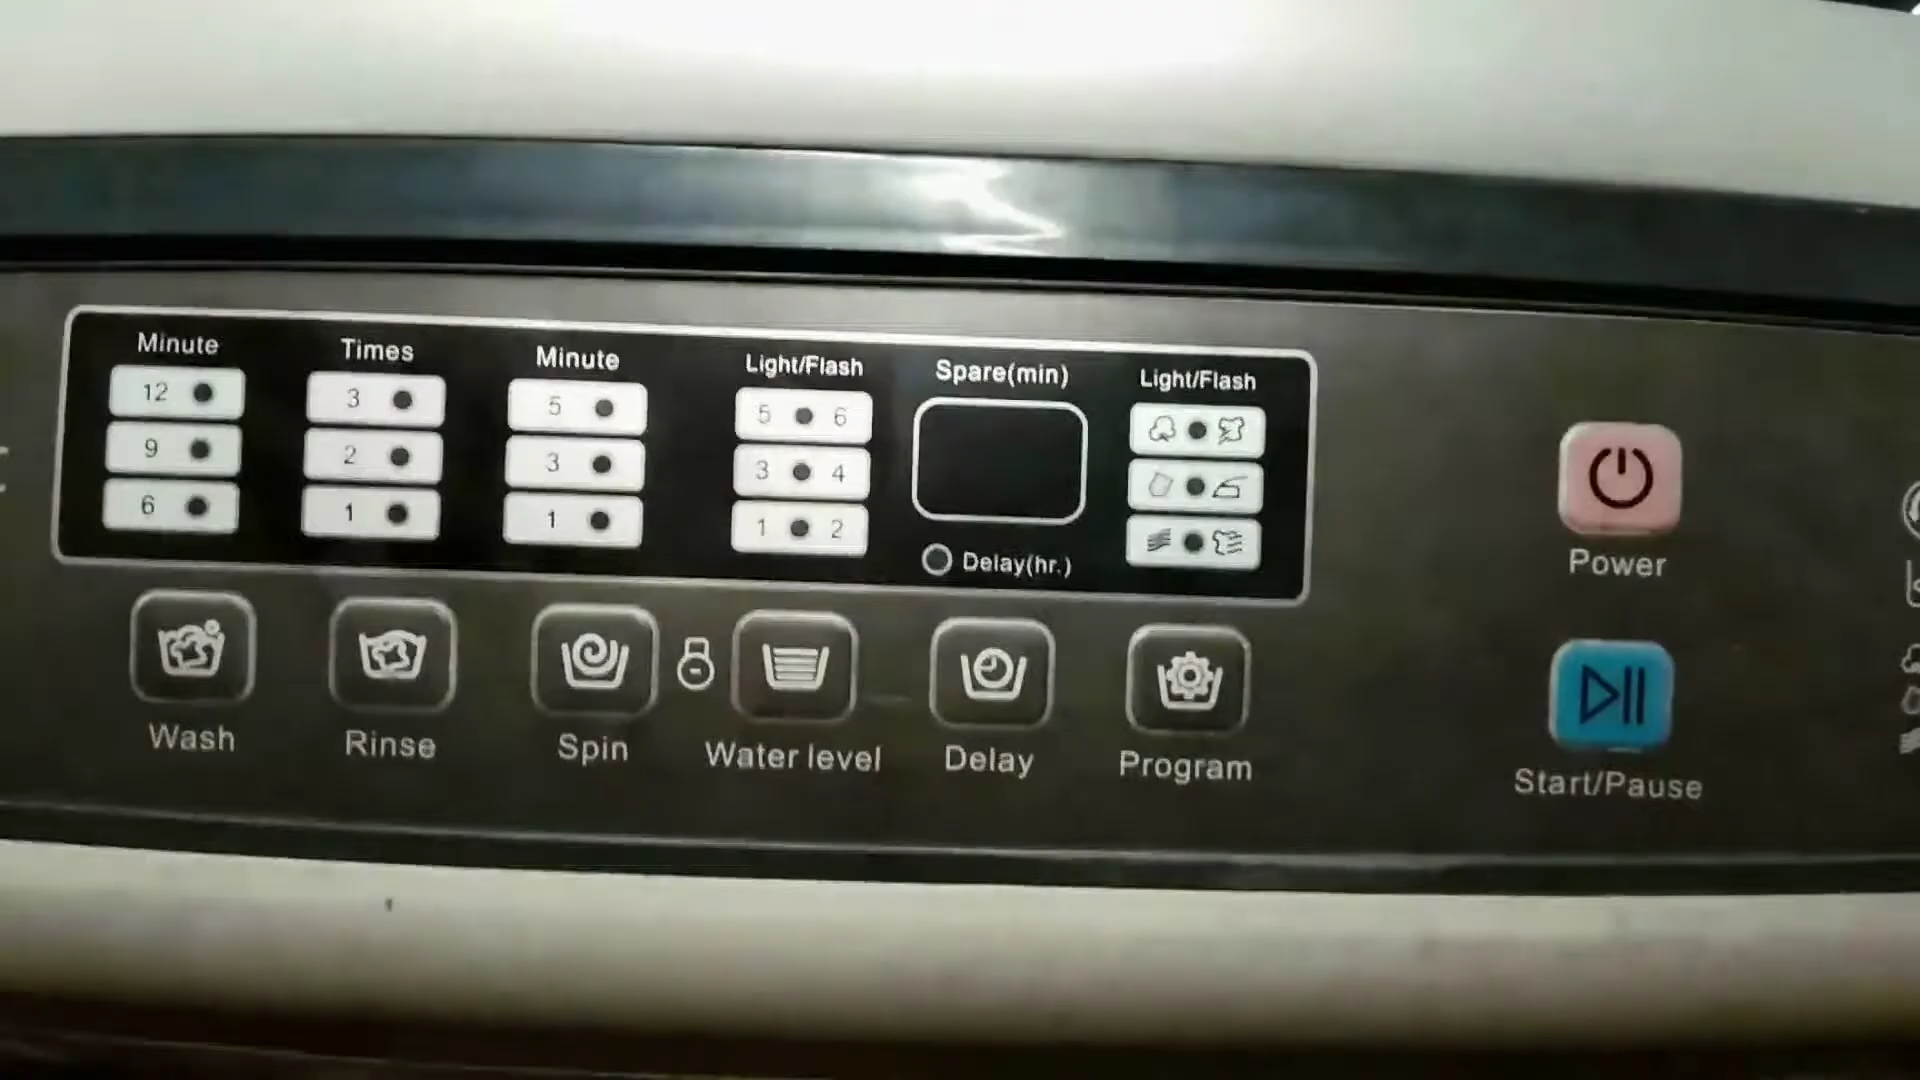 Minute
12
9
6
Times
3
2
1
Minute
5
3
1
Light/Flash
5 6
3 4
1 2
Spare(min)
Delay(hr.)
Light/Flash
Wash
Rinse
Spin
Water level
Delay
Program
Power
Start/Pause